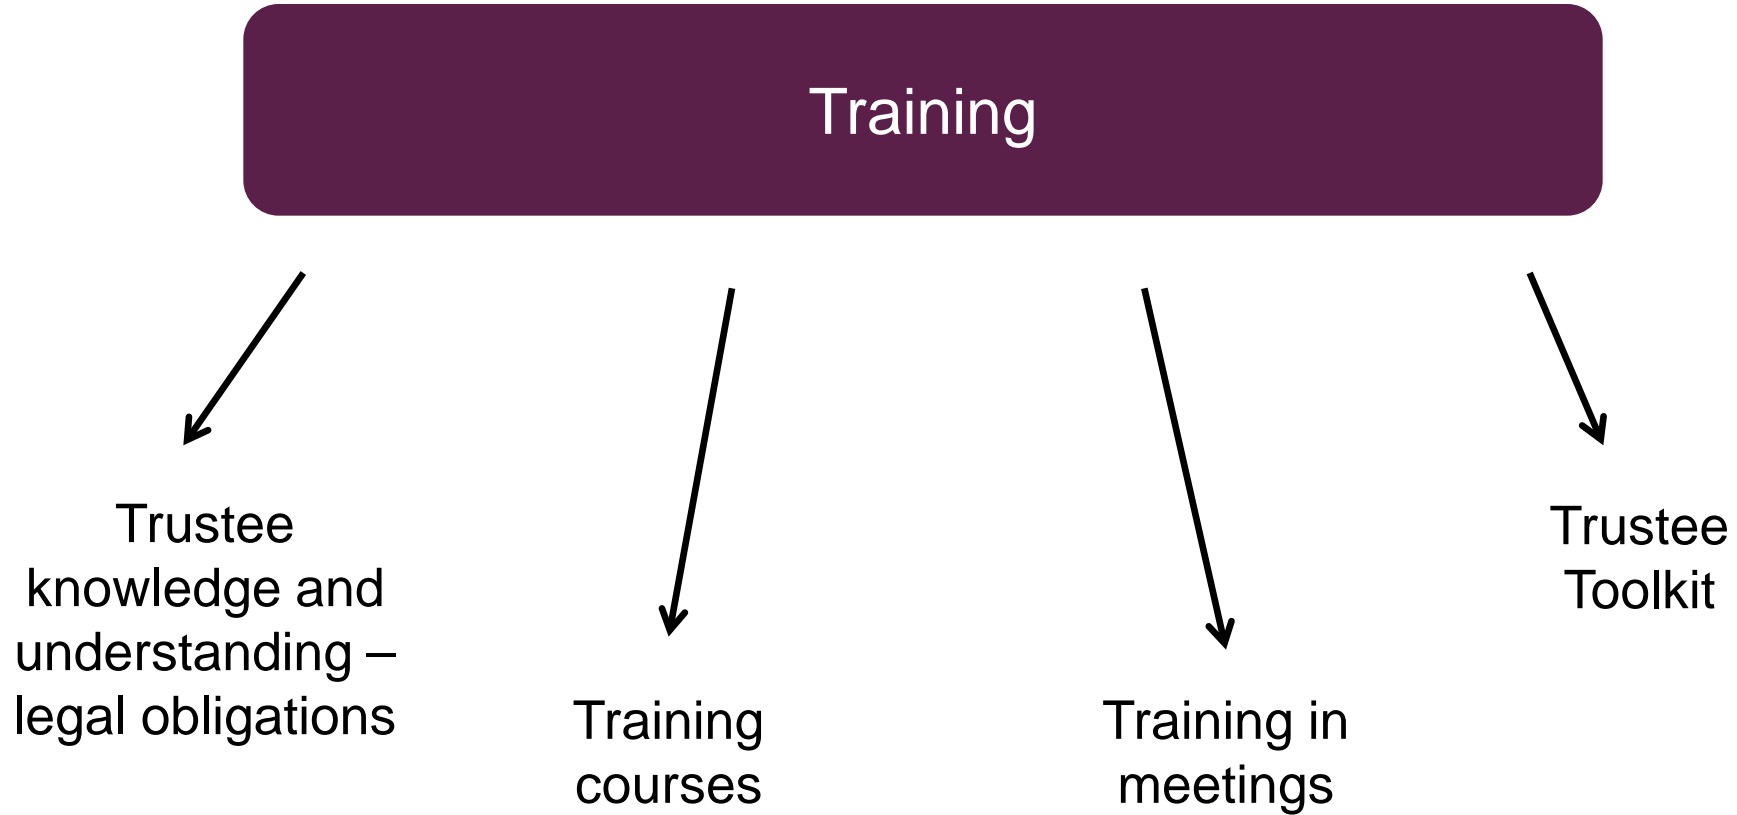 Training
Trustee
knowledge and
understanding –
legal obligations
Training
courses
Training in
meetings
Trustee
Toolkit